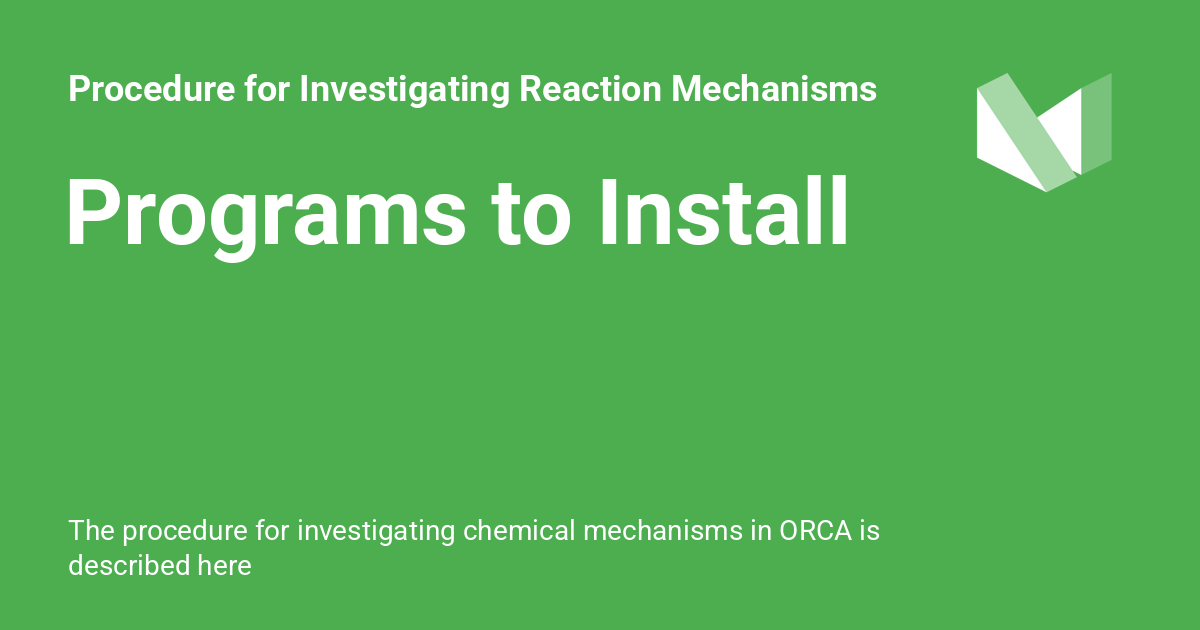 Procedure for Investigating Reaction Mechanisms
Programs to Install
The procedure for investigating chemical mechanisms in ORCA is
described here